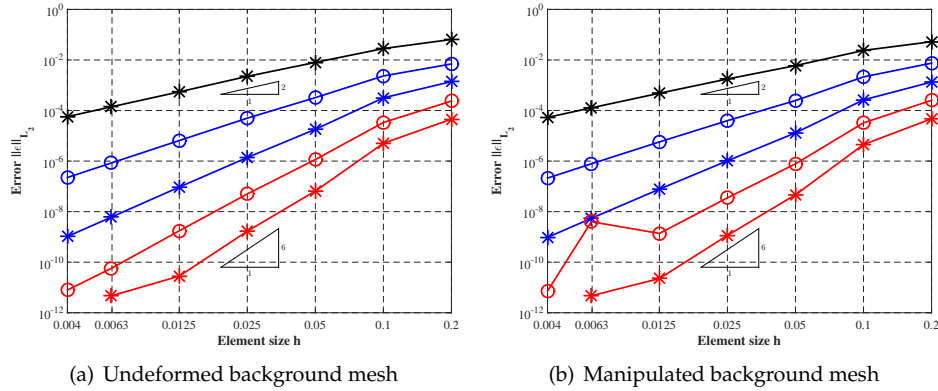 10^0
10^-2
10^-4
10^-6
10^-8
10^-10
10^-12
Error ||ε||L2
2
1
6
1
0.004 0.0063 0.0125 0.025 0.05 0.1 0.2
Element size h
(a) Undeformed background mesh
10^0
10^-2
10^-4
10^-6
10^-8
10^-10
10^-12
Error ||ε||L2
2
1
6
1
0.004 0.0063 0.0125 0.025 0.05 0.1 0.2
Element size h
(b) Manipulated background mesh